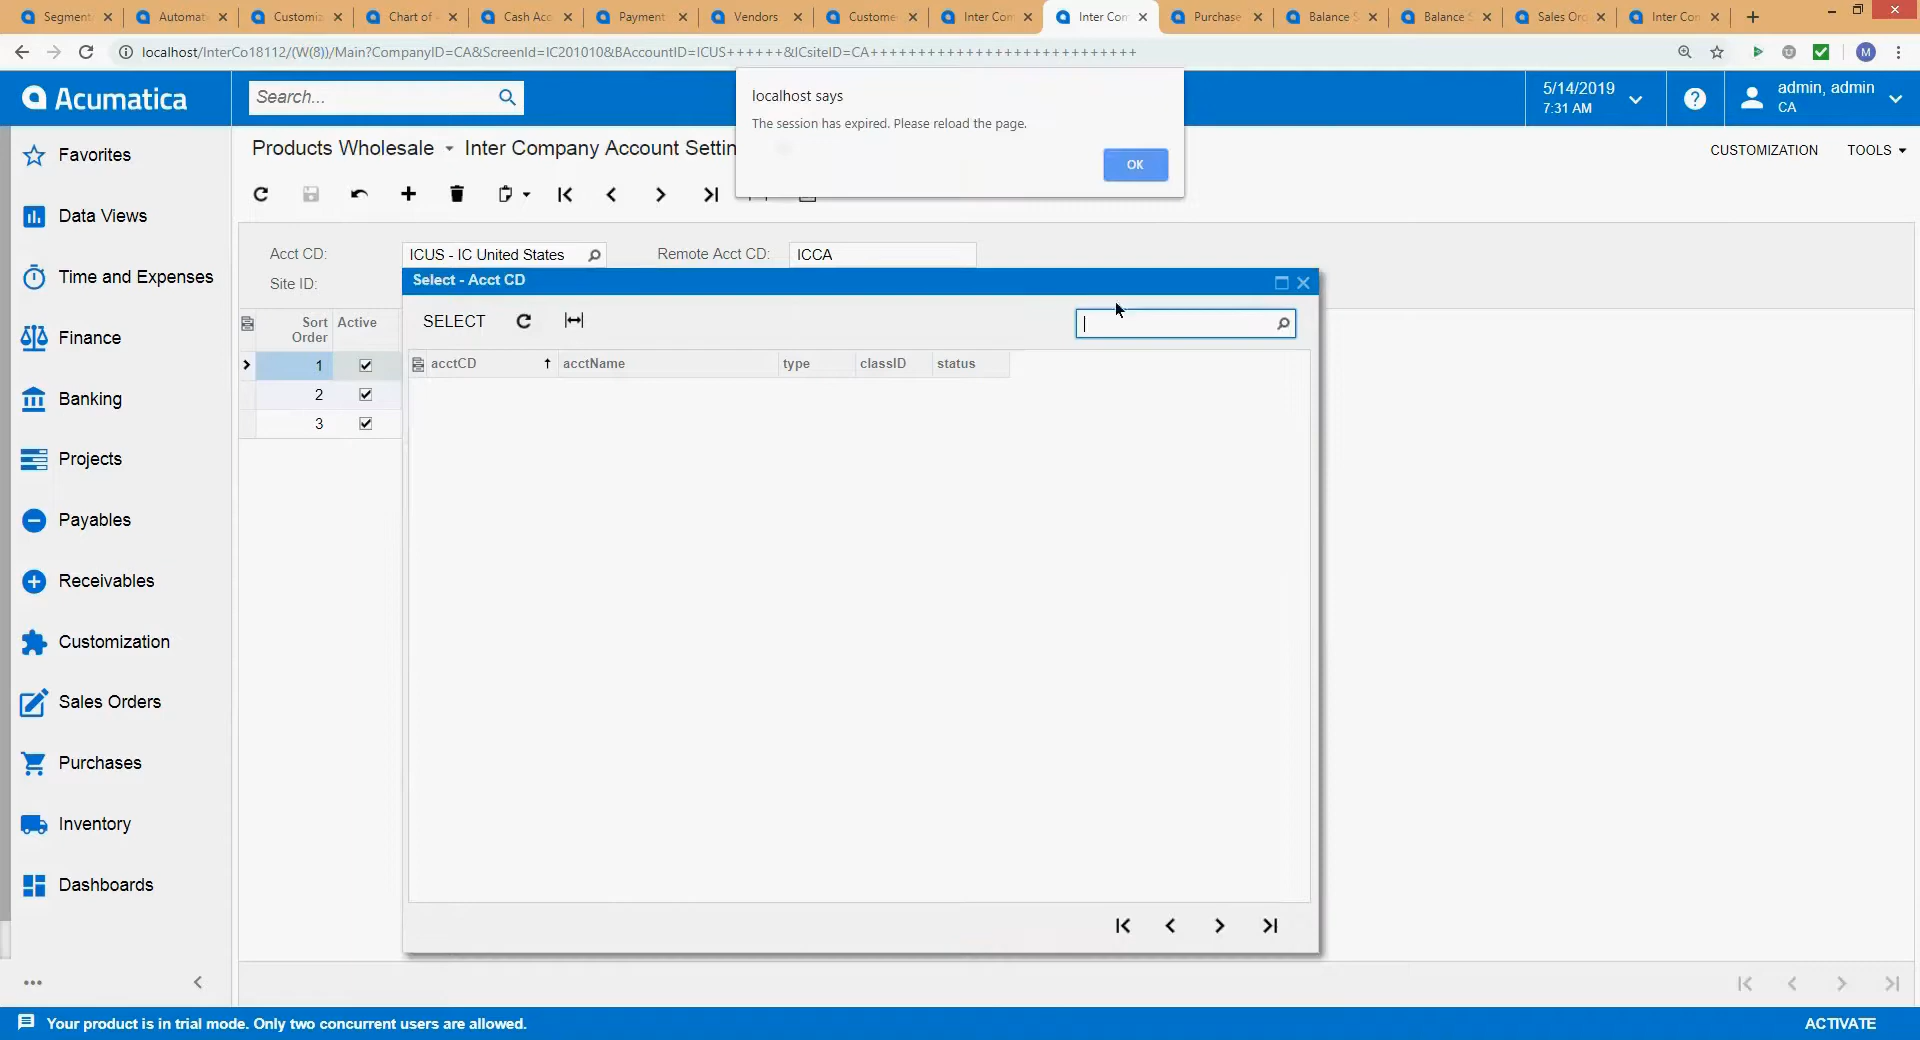 Segment
Automat
Customiz
Chart of
Cash Acc
Payment
Vendors
Custome
Inter Con
Inter Con
Purchase
Balance S
Balance S
Sales Orc
Inter Con
localhost/InterCo18112/(W(8))/Main?CompanyID=CA&ScreenId=IC201010&BAccountID=ICUS++++++&ICsiteID=CA++++++++++++++++++++++++++++
M
Acumatica
Search...
localhost says
The session has expired. Please reload the page.
OK
5/14/2019
7:31 AM
admin, admin
CA
Products Wholesale
Inter Company Account Settin
CUSTOMIZATION
TOOLS
Favorites
Data Views
Time and Expenses
Finance
Banking
Projects
Payables
Receivables
Customization
Sales Orders
Purchases
Inventory
Dashboards
Acct CD: ICUS - IC United States
Remote Acct CD: ICCA
Site ID:
Sort Order
Active
1
2
3
Select - Acct CD
SELECT
acctCD
acctName
type
classID
status
Your product is in trial mode. Only two concurrent users are allowed.
ACTIVATE